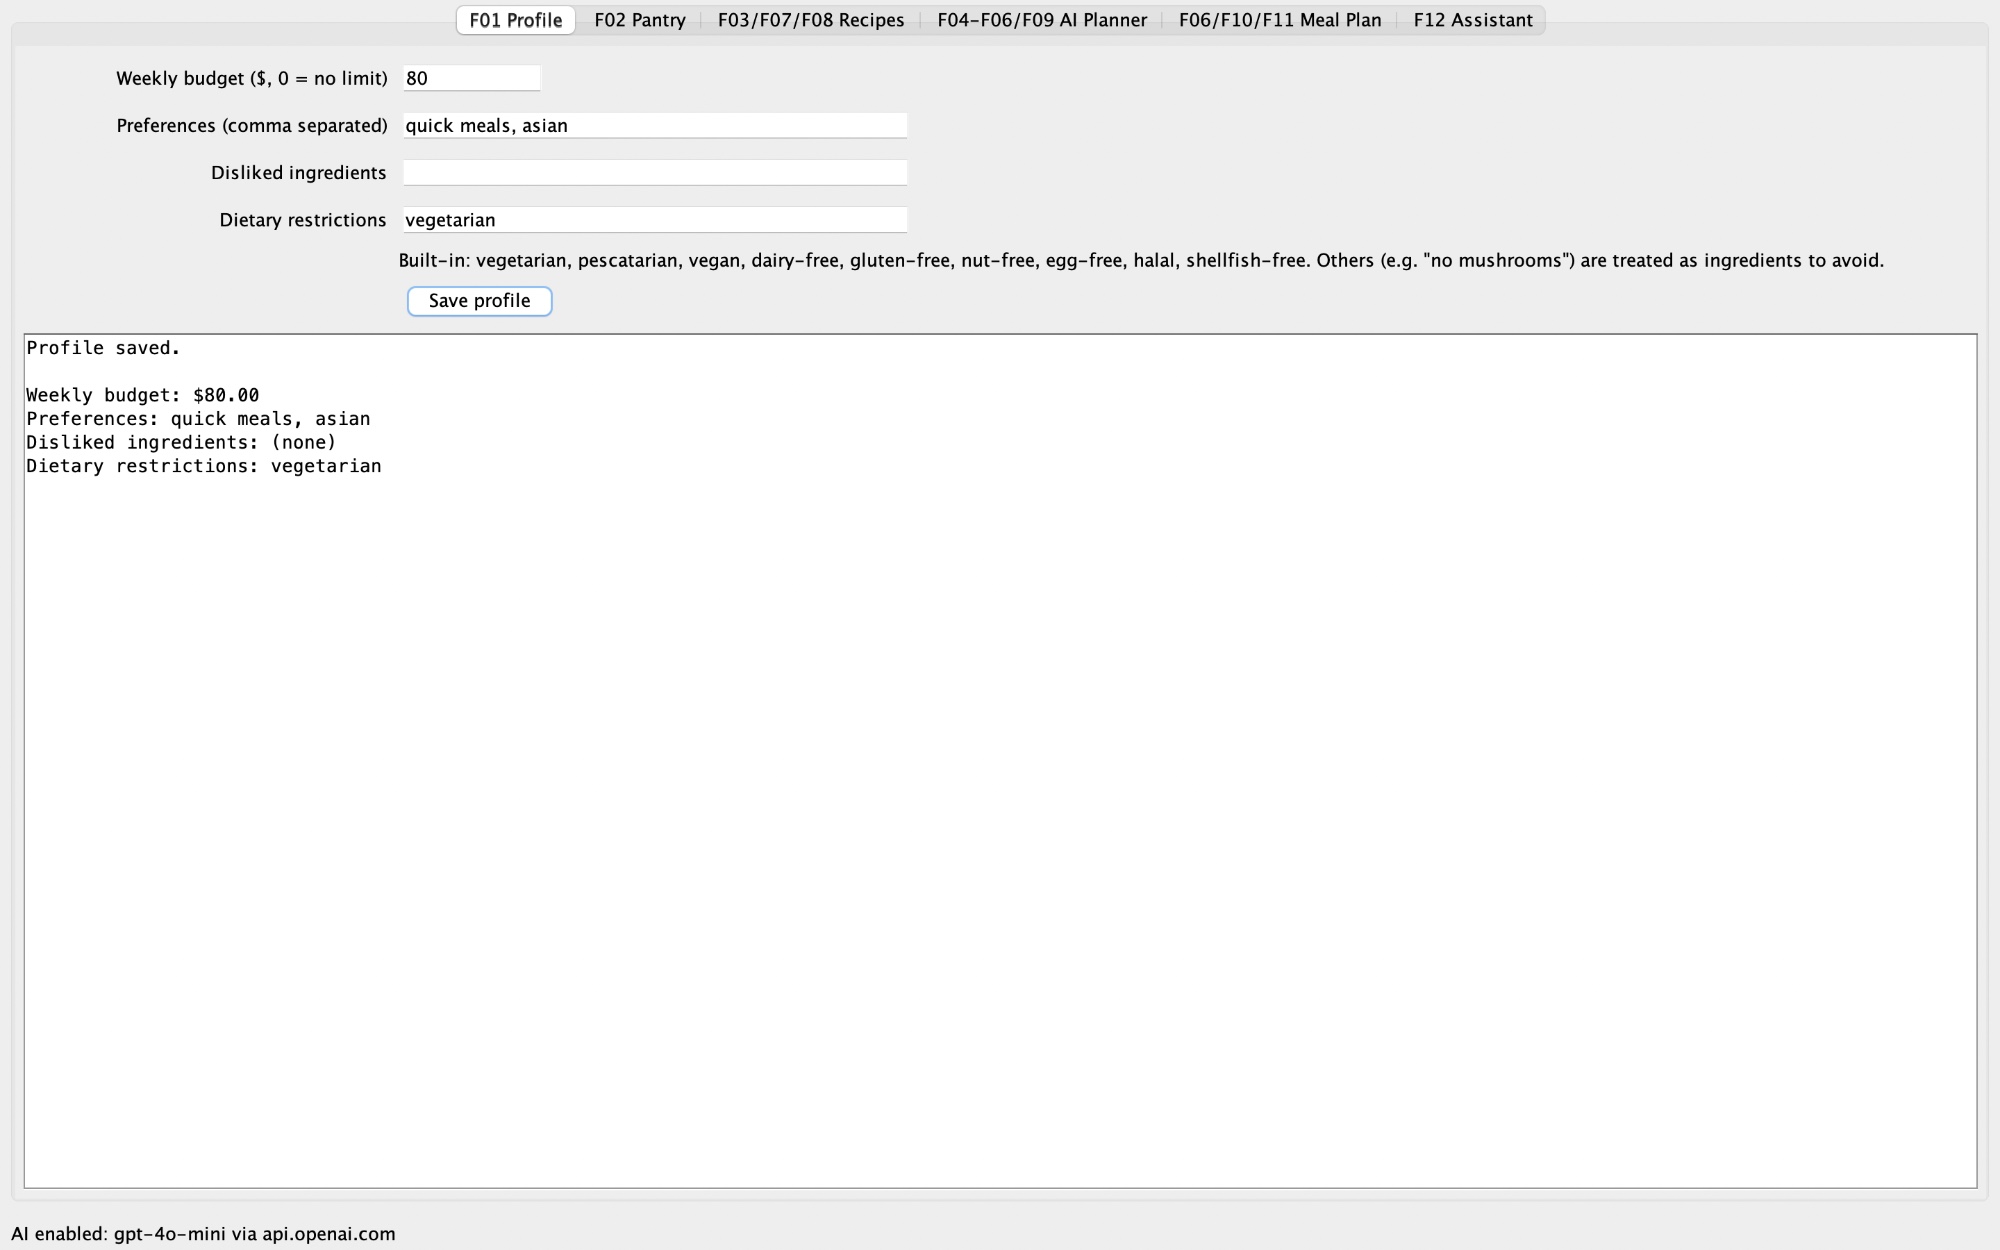 F01 Profile F02 Pantry F03/F07/F08 Recipes F04-F06/F09 AI Planner F06/F10/F11 Meal Plan F12 Assistant
Weekly budget ($, 0 = no limit) 80
Preferences (comma separated) quick meals, asian
Disliked ingredients
Dietary restrictions vegetarian
Built-in: vegetarian, pescatarian, vegan, dairy-free, gluten-free, nut-free, egg-free, halal, shellfish-free. Others (e.g. "no mushrooms") are treated as ingredients to avoid.
Save profile
Profile saved.
Weekly budget: $80.00
Preferences: quick meals, asian
Disliked ingredients: (none)
Dietary restrictions: vegetarian
AI enabled: gpt-4o-mini via api.openai.com